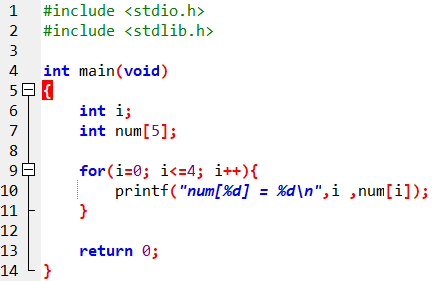 1 #include <stdio.h>
2 #include <stdlib.h>
3
4 int main(void)
5 {
6     int i;
7     int num[5];
8
9     for(i=0; i<=4; i++){
10         printf("num[%d] = %d\n",i ,num[i]);
11     }
12
13     return 0;
14 }